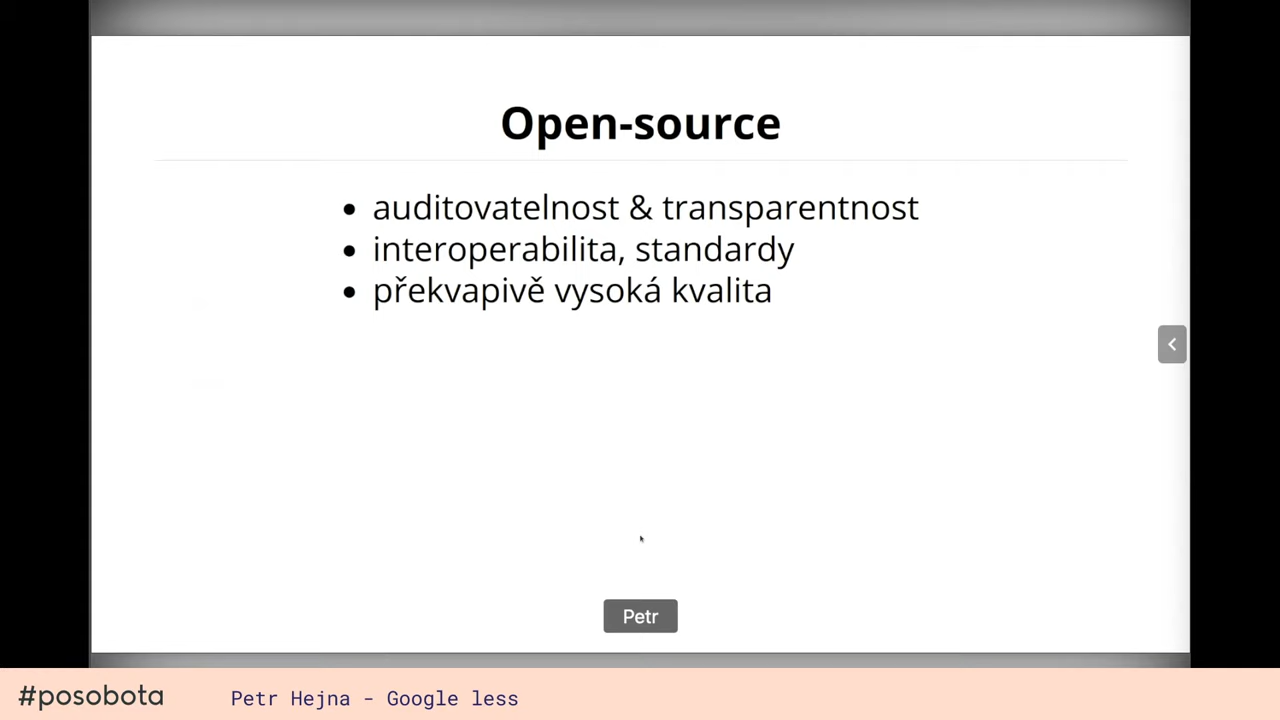 Open-source
auditovatelnost & transparentnost
interoperabilita, standardy
překvapivě vysoká kvalita
Petr
#posobota
Petr Hejna - Google less